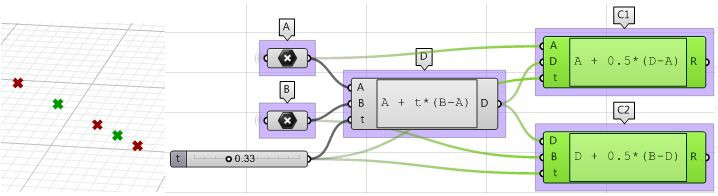 A
D
C1
A
D
t
A + 0.5*(D-A)
R
B
A
B
t
A + t*(B-A)
D
C2
D
B
t
D + 0.5*(B-D)
R
t
0.33